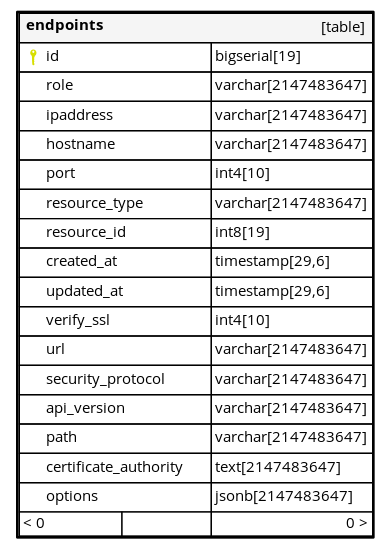 endpoints [table]
id bigserial[19]
role varchar[2147483647]
ipaddress varchar[2147483647]
hostname varchar[2147483647]
port int4[10]
resource_type varchar[2147483647]
resource_id int8[19]
created_at timestamp[29,6]
updated_at timestamp[29,6]
verify_ssl int4[10]
url varchar[2147483647]
security_protocol varchar[2147483647]
api_version varchar[2147483647]
path varchar[2147483647]
certificate_authority text[2147483647]
options jsonb[2147483647]
< 0 0 >